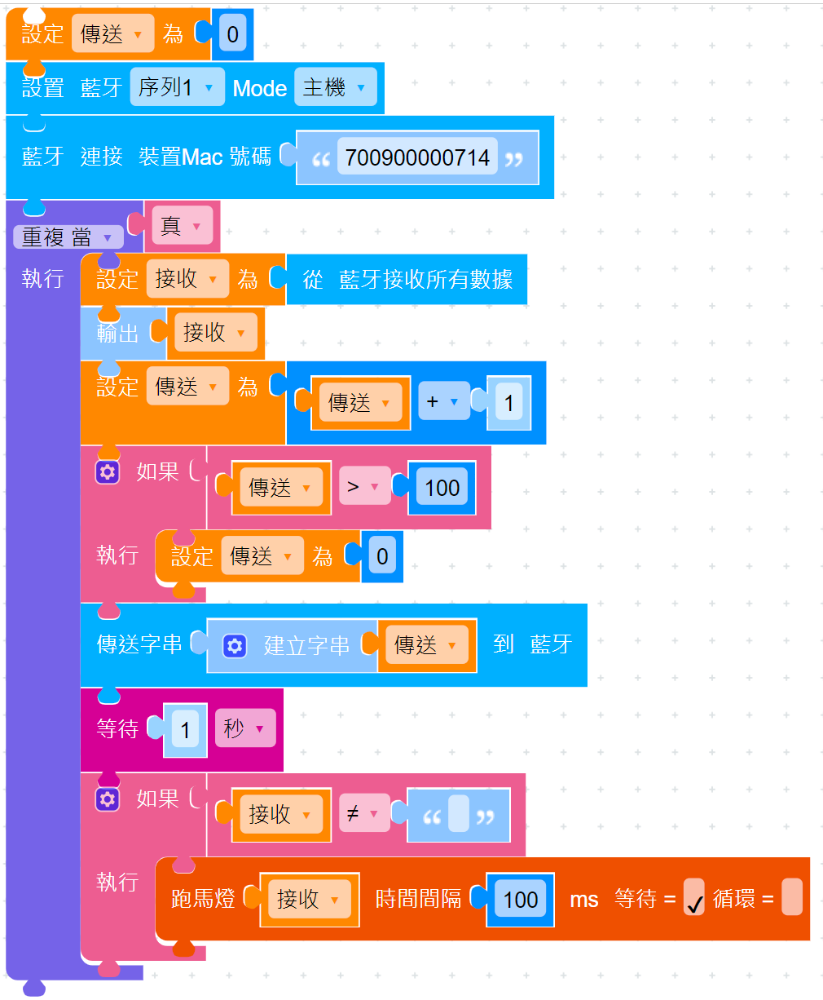 設定 傳送 為 0
設置 藍牙 序列1 Mode 主機
藍牙 連接 裝置Mac 號碼 “ 700900000714 ”
重複 當 真
執行 設定 接收 為 從 藍牙接收所有數據
輸出 接收
設定 傳送 為 傳送 + 1
如果 傳送 > 100
執行 設定 傳送 為 0
傳送字串 建立字串 傳送 到 藍牙
等待 1 秒
如果 接收 ≠ “ ”
執行 跑馬燈 接收 時間間隔 100 ms 等待 = ✓ 循環 =